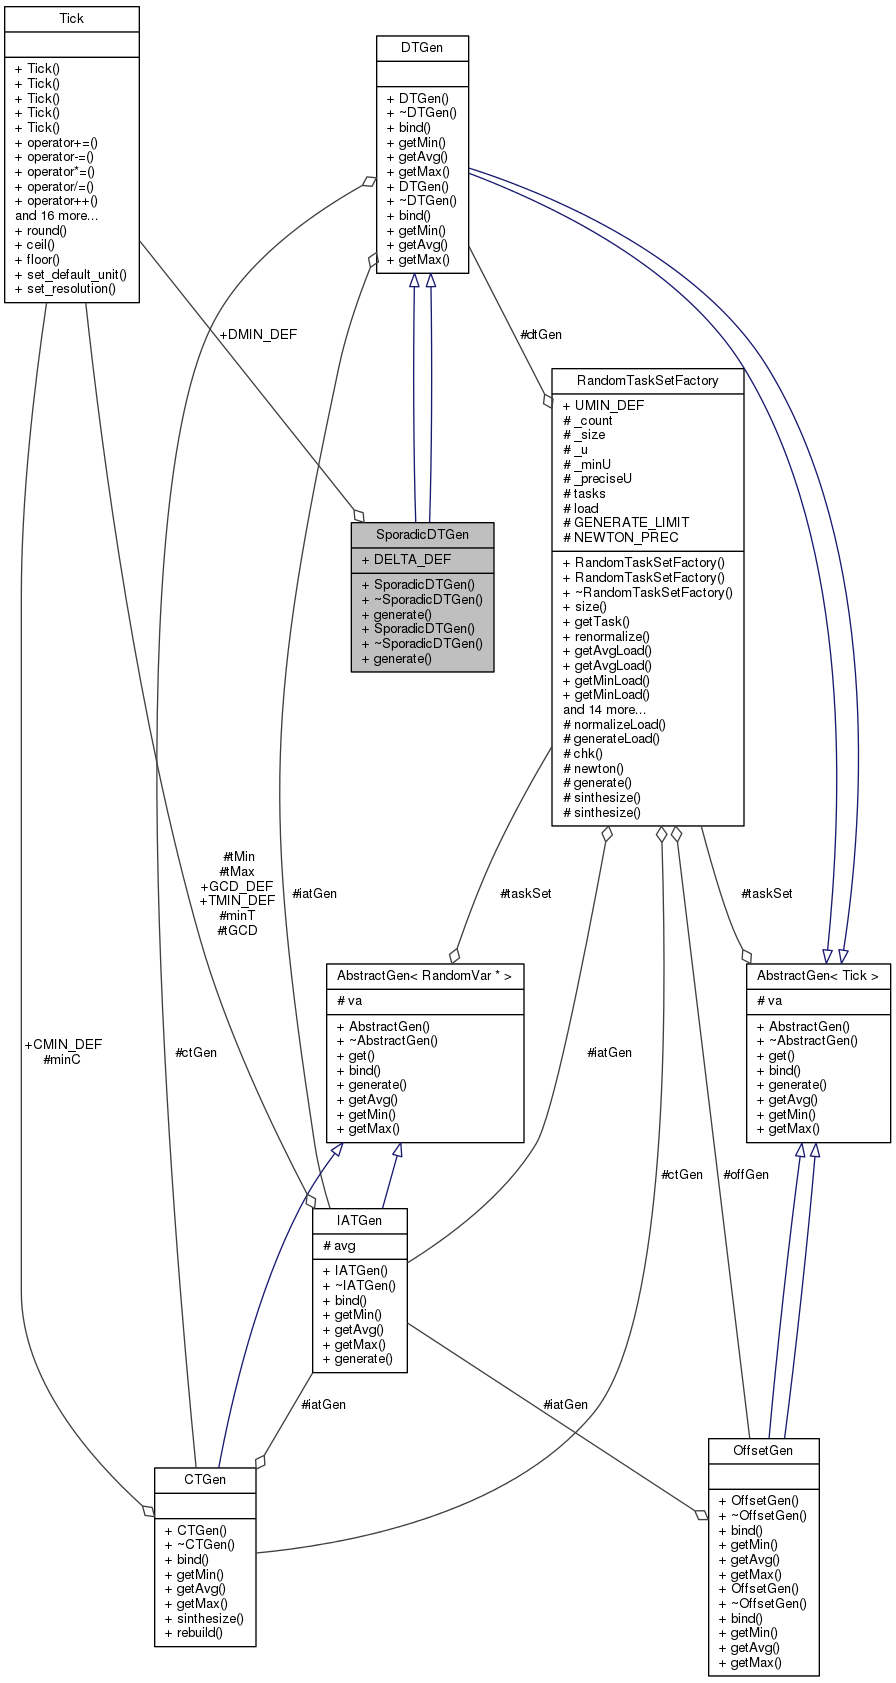 Tick
+ Tick()
+ Tick()
+ Tick()
+ Tick()
+ Tick()
+ operator+=()
+ operator-=()
+ operator*=()
+ operator/=()
+ operator++()
and 16 more...
+ round()
+ ceil()
+ floor()
+ set_default_unit()
+ set_resolution()
DTGen
+ DTGen()
+ ~DTGen()
+ bind()
+ getMin()
+ getAvg()
+ getMax()
+ DTGen()
+ ~DTGen()
+ bind()
+ getMin()
+ getAvg()
+ getMax()
+DMIN_DEF
#dtGen
RandomTaskSetFactory
+ UMIN_DEF
# _count
# _size
# _u
# _minU
# _preciseU
# tasks
# load
# GENERATE_LIMIT
# NEWTON_PREC
+ RandomTaskSetFactory()
+ RandomTaskSetFactory()
+ ~RandomTaskSetFactory()
+ size()
+ getTask()
+ renormalize()
+ getAvgLoad()
+ getAvgLoad()
+ getMinLoad()
+ getMinLoad()
and 14 more...
# normalizeLoad()
# generateLoad()
# chk()
# newton()
# generate()
# sinthesize()
# sinthesize()
SporadicDTGen
+ DELTA_DEF
+ SporadicDTGen()
+ ~SporadicDTGen()
+ generate()
+ SporadicDTGen()
+ ~SporadicDTGen()
+ generate()
#tMin
#tMax
+GCD_DEF
+TMIN_DEF
#minT
#tGCD
#iatGen
#taskSet
#taskSet
AbstractGen< RandomVar * >
# va
+ AbstractGen()
+ ~AbstractGen()
+ get()
+ bind()
+ generate()
+ getAvg()
+ getMin()
+ getMax()
AbstractGen< Tick >
# va
+ AbstractGen()
+ ~AbstractGen()
+ get()
+ bind()
+ generate()
+ getAvg()
+ getMin()
+ getMax()
+CMIN_DEF
#minC
#ctGen
#iatGen
#ctGen
#offGen
IATGen
# avg
+ IATGen()
+ ~IATGen()
+ bind()
+ getMin()
+ getAvg()
+ getMax()
+ generate()
#iatGen
#iatGen
CTGen
+ CTGen()
+ ~CTGen()
+ bind()
+ getMin()
+ getAvg()
+ getMax()
+ sinthesize()
+ rebuild()
OffsetGen
+ OffsetGen()
+ ~OffsetGen()
+ bind()
+ getMin()
+ getAvg()
+ getMax()
+ OffsetGen()
+ ~OffsetGen()
+ bind()
+ getMin()
+ getAvg()
+ getMax()